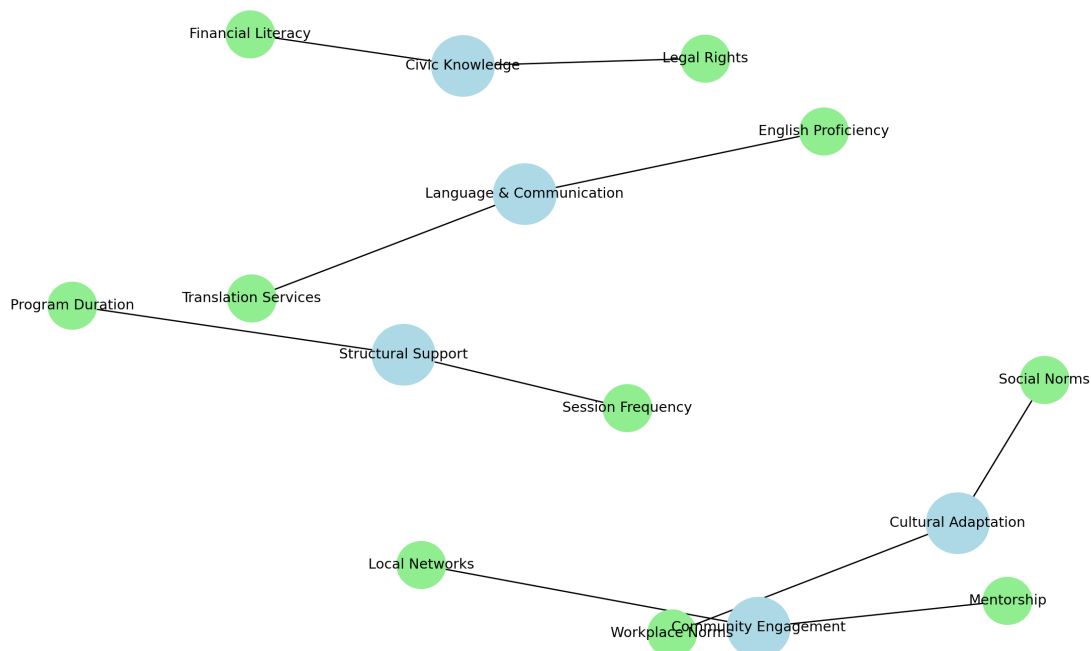 Financial Literacy
Legal Rights
Civic Knowledge
English Proficiency
Language & Communication
Translation Services
Program Duration
Structural Support
Social Norms
Session Frequency
Cultural Adaptation
Local Networks
Mentorship
Community Engagement
Workplace Norms